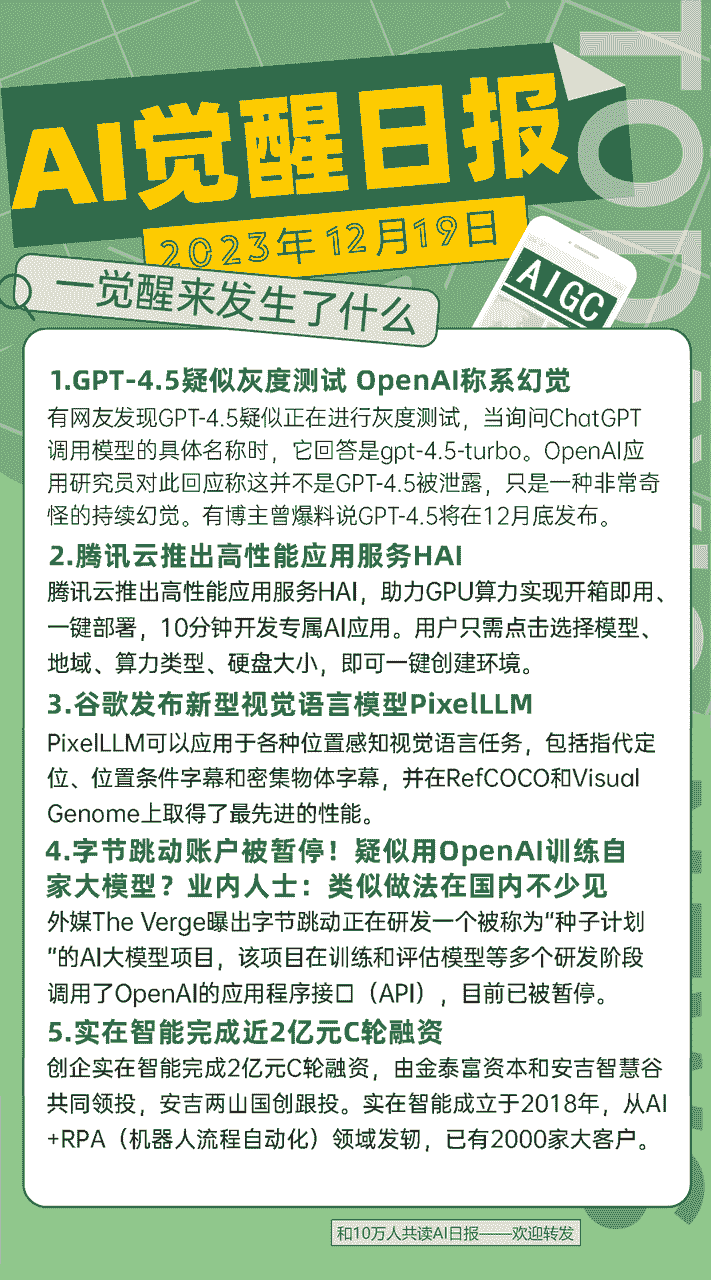 AI觉醒日报
2023年12月19日
一觉醒来发生了什么
AIGC
1.GPT-4.5疑似灰度测试 OpenAI称系幻觉
有网友发现GPT-4.5疑似正在进行灰度测试，当询问ChatGPT
调用模型的具体名称时，它回答是gpt-4.5-turbo。OpenAI应
用研究员对此回应称这并不是GPT-4.5被泄露，只是一种非常奇
怪的持续幻觉。有博主曾爆料说GPT-4.5将在12月底发布。
2.腾讯云推出高性能应用服务HAI
腾讯云推出高性能应用服务HAI，助力GPU算力实现开箱即用、
一键部署，10分钟开发专属AI应用。用户只需点击选择模型、
地域、算力类型、硬盘大小，即可一键创建环境。
3.谷歌发布新型视觉语言模型PixelLLM
PixelLLM可以应用于各种位置感知视觉语言任务，包括指代定
位、位置条件字幕和密集物体字幕，并在RefCOCO和Visual
Genome上取得了最先进的性能。
4.字节跳动账户被暂停！疑似用OpenAI训练自
家大模型？业内人士：类似做法在国内不少见
外媒The Verge曝出字节跳动正在研发一个被称为“种子计划
”的AI大模型项目，该项目在训练和评估模型等多个研发阶段
调用了OpenAI的应用程序接口（API），目前已被暂停。
5.实在智能完成近2亿元C轮融资
创企实在智能完成2亿元C轮融资，由金泰富资本和安吉智慧谷
共同领投，安吉两山国创跟投。实在智能成立于2018年，从AI
+RPA（机器人流程自动化）领域发轫，已有2000家大客户。
和10万人共读AI日报——欢迎转发